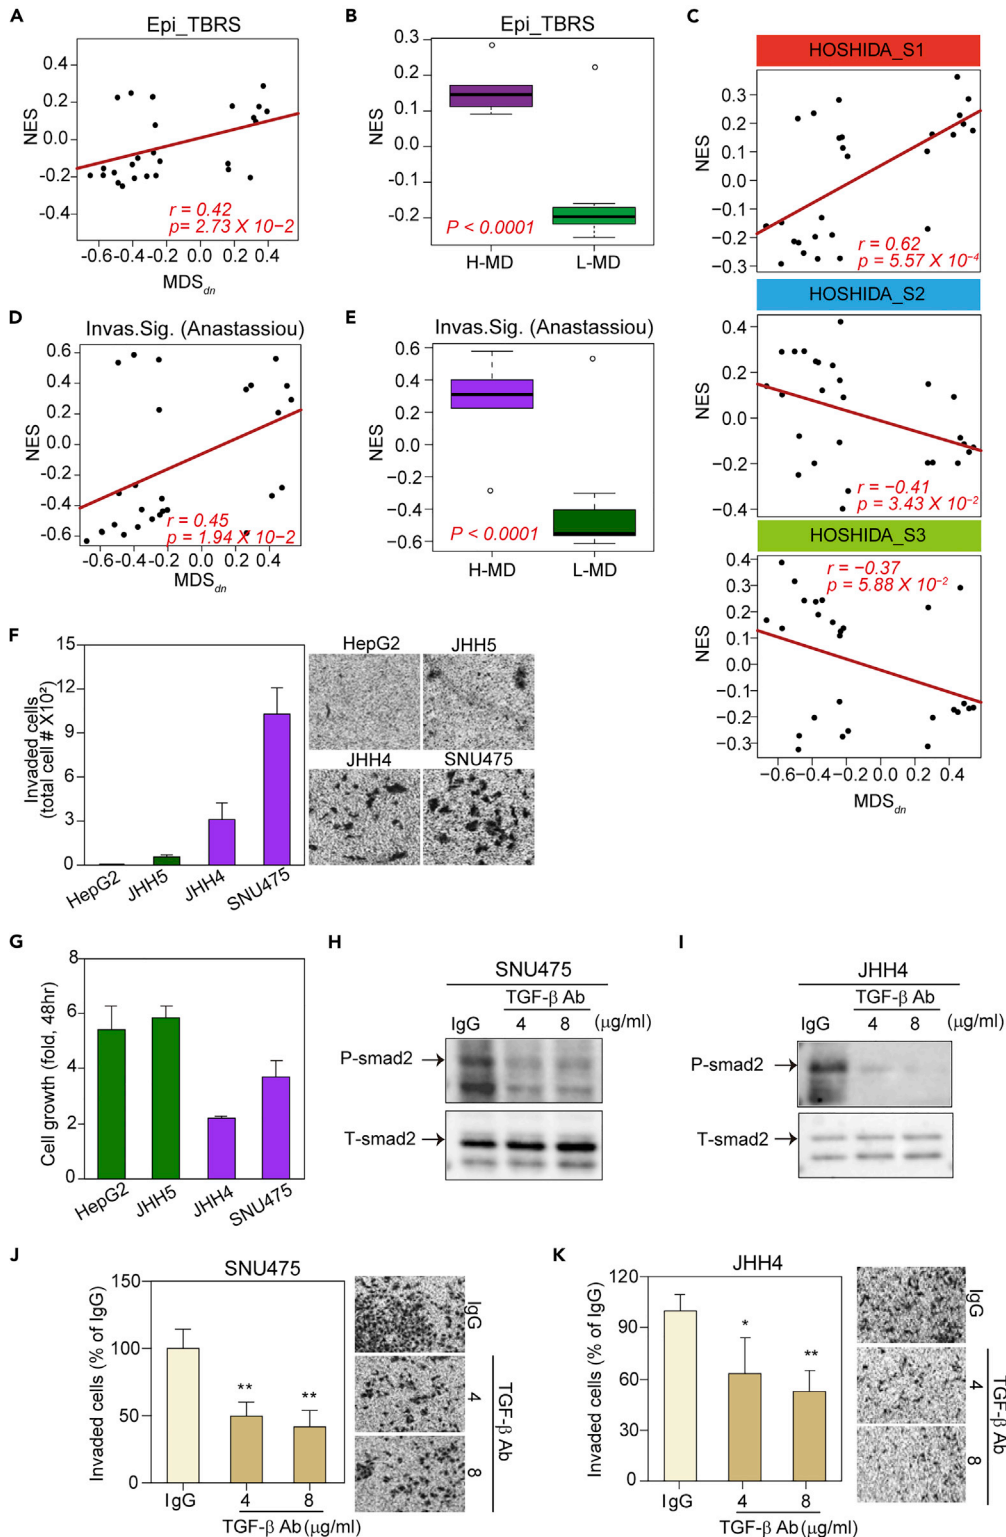 A
Epi_TBRS
NES
0.4
0.2
0.0
-0.2
-0.4
r = 0.42
p= 2.73 X 10−2
-0.6 -0.4 -0.2 0.0 0.2 0.4
MDSdn
B
Epi_TBRS
NES
0.3
0.2
0.1
0.0
-0.1
-0.2
P < 0.0001
H-MD L-MD
C
HOSHIDA_S1
NES
0.3
0.2
0.1
0.0
−0.1
−0.2
−0.3
r = 0.62
p = 5.57 X 10⁻⁴
HOSHIDA_S2
NES
0.4
0.2
0.0
−0.2
−0.4
r = −0.41
p = 3.43 X 10⁻²
HOSHIDA_S3
NES
0.4
0.3
0.2
0.1
0.0
−0.1
−0.2
−0.3
r = −0.37
p = 5.88 X 10⁻²
−0.6 −0.4 −0.2 0.0 0.2 0.4
MDSdn
D
Invas.Sig. (Anastassiou)
NES
0.6
0.4
0.2
0.0
-0.2
-0.4
-0.6
r = 0.45
p = 1.94 X 10−2
-0.6 -0.4 -0.2 0.0 0.2 0.4
MDSdn
E
Invas.Sig. (Anastassiou)
NES
0.6
0.4
0.2
0.0
−0.2
−0.4
−0.6
P < 0.0001
H-MD L-MD
F
Invaded cells
(total cell # X10²)
15
12
9
6
3
0
HepG2 JHH5 JHH4 SNU475
HepG2 JHH5
JHH4 SNU475
G
Cell growth (fold, 48hr)
8
6
4
2
0
HepG2 JHH5 JHH4 SNU475
H
SNU475
TGF-β Ab
IgG 4 8 (µg/ml)
P-smad2
T-smad2
I
JHH4
TGF-β Ab
IgG 4 8 (µg/ml)
P-smad2
T-smad2
J
SNU475
Invaded cells (% of IgG)
150
100
50
0
** **
IgG 4 8
TGF-β Ab (µg/ml)
IgG
4
8
TGF-β Ab
K
JHH4
Invaded cells (% of IgG)
120
90
60
30
0
* **
IgG 4 8
TGF-β Ab (µg/ml)
IgG
4
8
TGF-β Ab